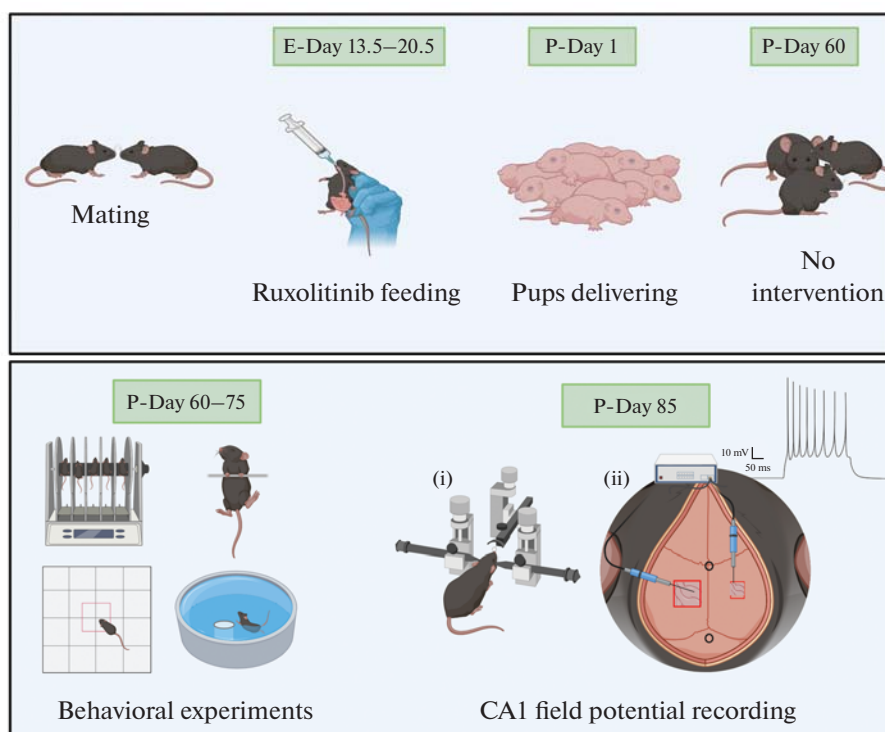 E-Day 13.5–20.5
P-Day 1
P-Day 60
Mating
Ruxolitinib feeding
Pups delivering
No
intervention
P-Day 60–75
P-Day 85
10 mV
50 ms
(i)
(ii)
Behavioral experiments
CA1 field potential recording